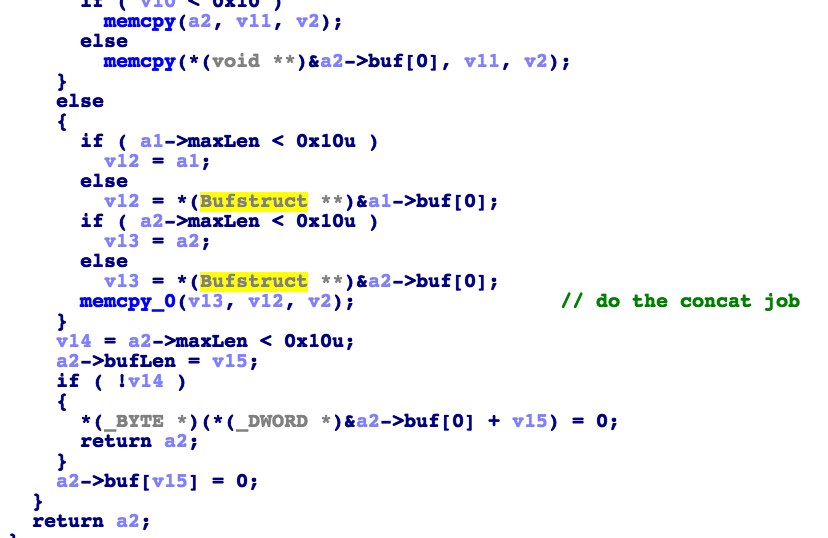 if ( v10 < 0x10 )
memcpy(a2, v11, v2);
else
memcpy(*(void **)&a2->buf[0], v11, v2);
}
else
{
if ( a1->maxLen < 0x10u )
v12 = a1;
else
v12 = *(Bufstruct **)&a1->buf[0];
if ( a2->maxLen < 0x10u )
v13 = a2;
else
v13 = *(Bufstruct **)&a2->buf[0];
memcpy_0(v13, v12, v2); // do the concat job
}
v14 = a2->maxLen < 0x10u;
a2->bufLen = v15;
if ( !v14 )
{
*(_BYTE *)(*(_DWORD *)&a2->buf[0] + v15) = 0;
return a2;
}
a2->buf[v15] = 0;
}
return a2;
}